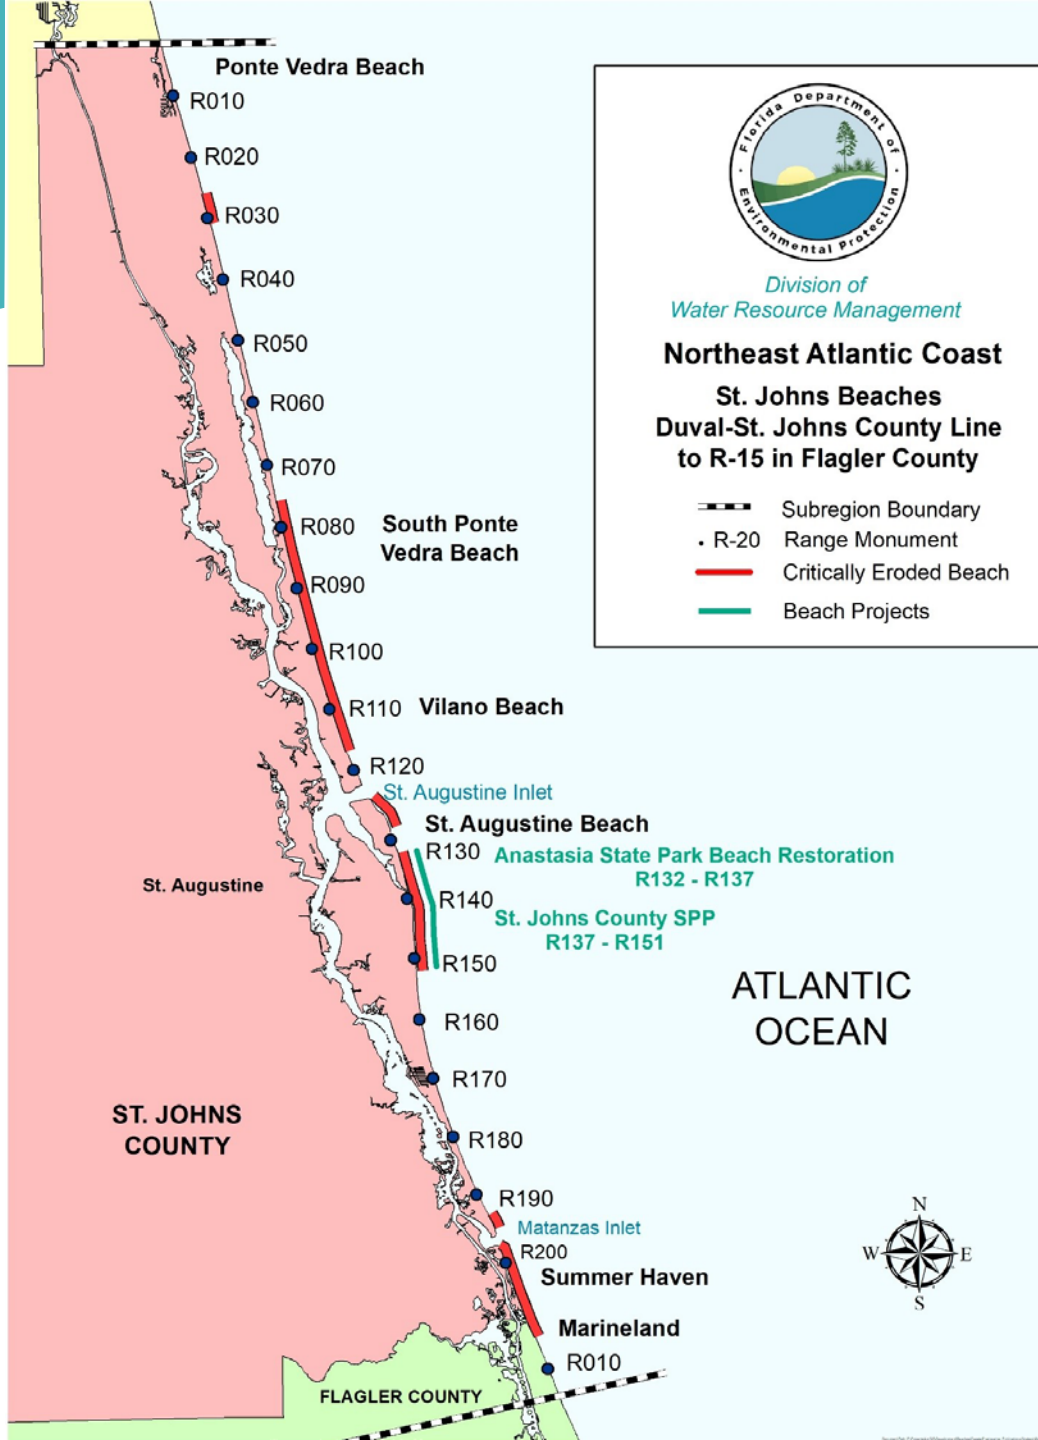 Ponte Vedra Beach
R010
R020
R030
R040
R050
R060
R070
R080
South Ponte
Vedra Beach
R090
R100
R110
Vilano Beach
R120
St. Augustine Inlet
St. Augustine Beach
R130
Anastasia State Park Beach Restoration
R132 - R137
St. Augustine
R140
St. Johns County SPP
R137 - R151
R150
ATLANTIC
OCEAN
R160
R170
ST. JOHNS
COUNTY
R180
R190
Matanzas Inlet
R200
Summer Haven
Marineland
R010
FLAGLER COUNTY
N
W
E
S
Florida Department of
Environmental Protection
Division of
Water Resource Management
Northeast Atlantic Coast
St. Johns Beaches
Duval-St. Johns County Line
to R-15 in Flagler County
Subregion Boundary
R-20 Range Monument
Critically Eroded Beach
Beach Projects